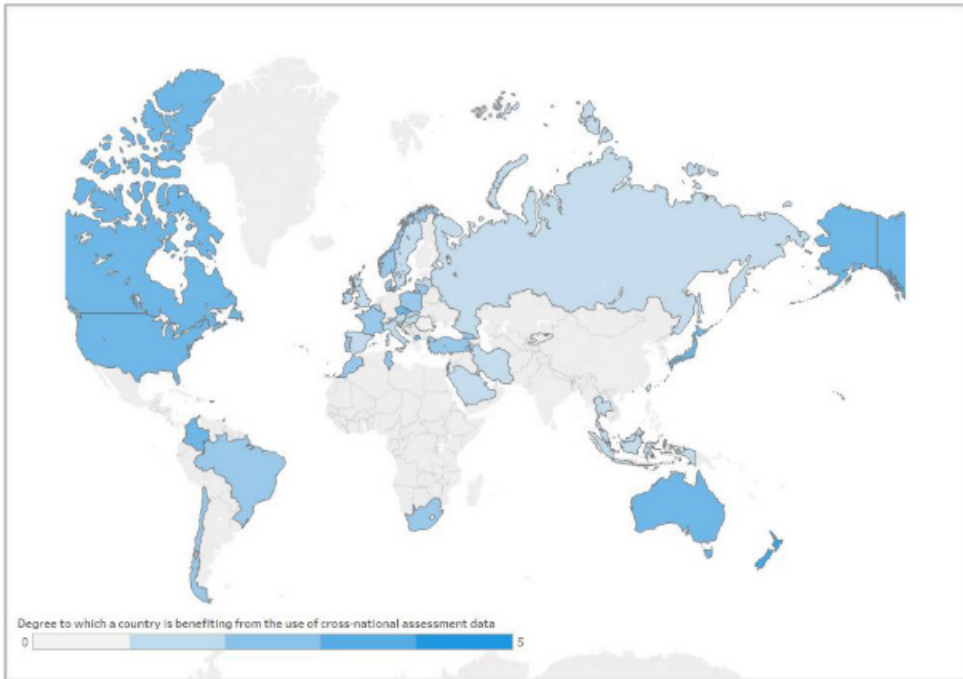 Degree to which a country is benefiting from the use of cross-national assessment data
0 5